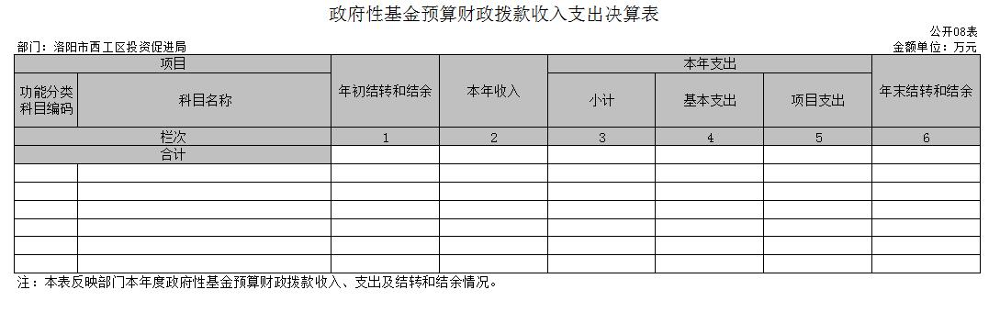 政府性基金预算财政拨款收入支出决算表
公开08表
部门：洛阳市西工区投资促进局 金额单位：万元
项目 年初结转和结余 本年收入 本年支出 年末结转和结余
功能分类科目编码 科目名称 小计 基本支出 项目支出
栏次 1 2 3 4 5 6
合计
注：本表反映部门本年度政府性基金预算财政拨款收入、支出及结转和结余情况。